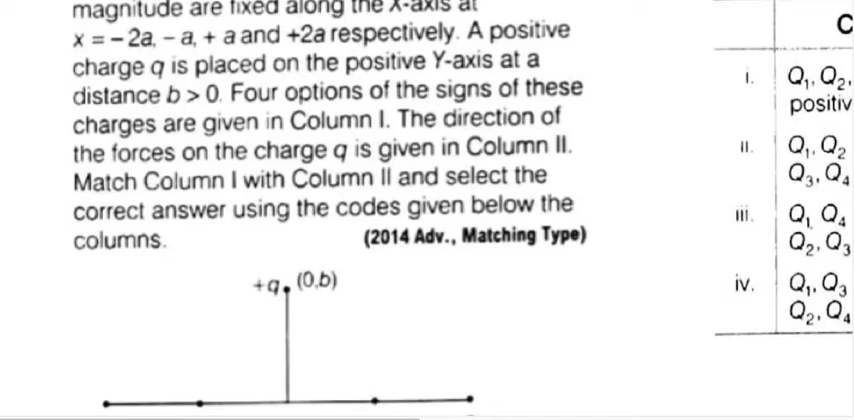 magnitude are fixed along the X-axis at
x = – 2a, – a, + a and +2a respectively. A positive
charge q is placed on the positive Y-axis at a
distance b > 0. Four options of the signs of these
charges are given in Column I. The direction of
the forces on the charge q is given in Column II.
Match Column I with Column II and select the
correct answer using the codes given below the
columns.
(2014 Adv., Matching Type)
+q (0,b)
C
i. Q₁, Q₂,
positiv
ii. Q₁, Q₂
Q₃, Q₄
iii. Q₁, Q₄
Q₂, Q₃
iv. Q₁, Q₃
Q₂, Q₄